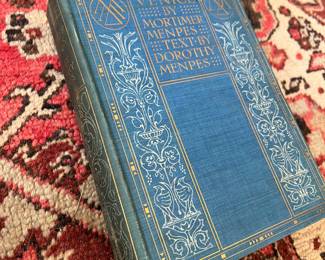 BY
MORTIMER
MENPES
TEXT BY
DOROTHY
MENPES